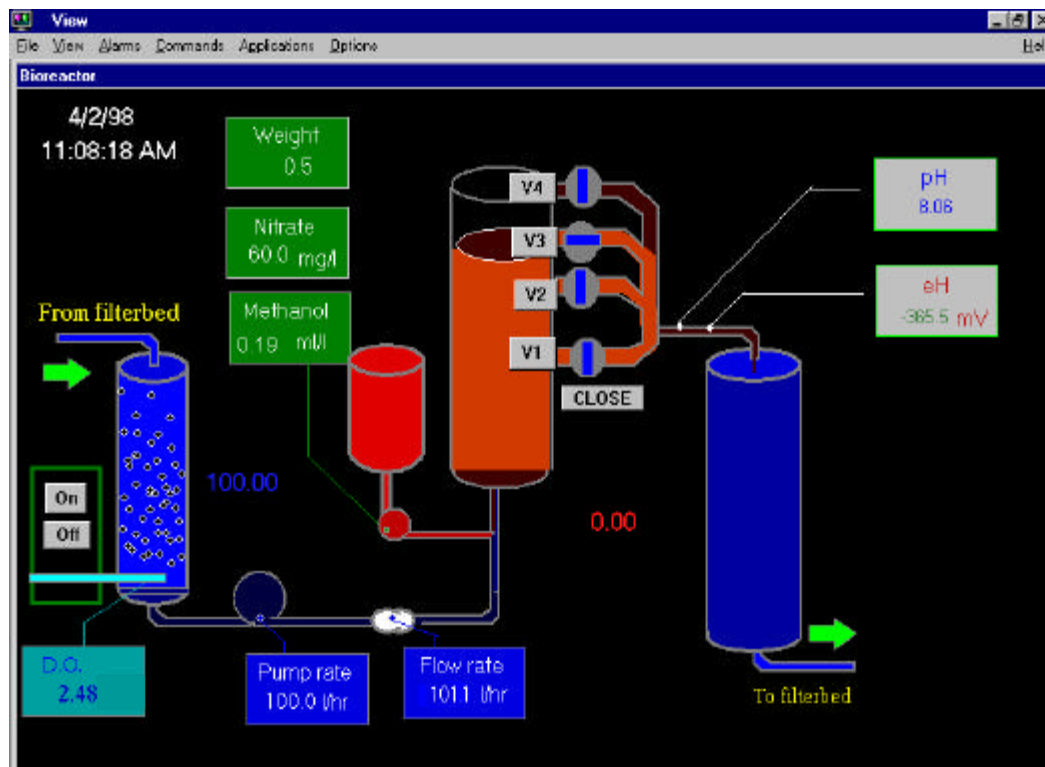 View
File View Alarms Commands Applications Options Hel
Bioreactor
4/2/98
11:08:18 AM
Weight
0.5
Nitrate
60.0 mg/l
Methanol
0.19 ml/l
From filterbed
V4
V3
V2
V1
CLOSE
pH
8.06
eH
-365.5 mV
On
Off
100.00
0.00
D.O.
2.48
Pump rate
100.0 l/hr
Flow rate
101.1 l/hr
To filterbed